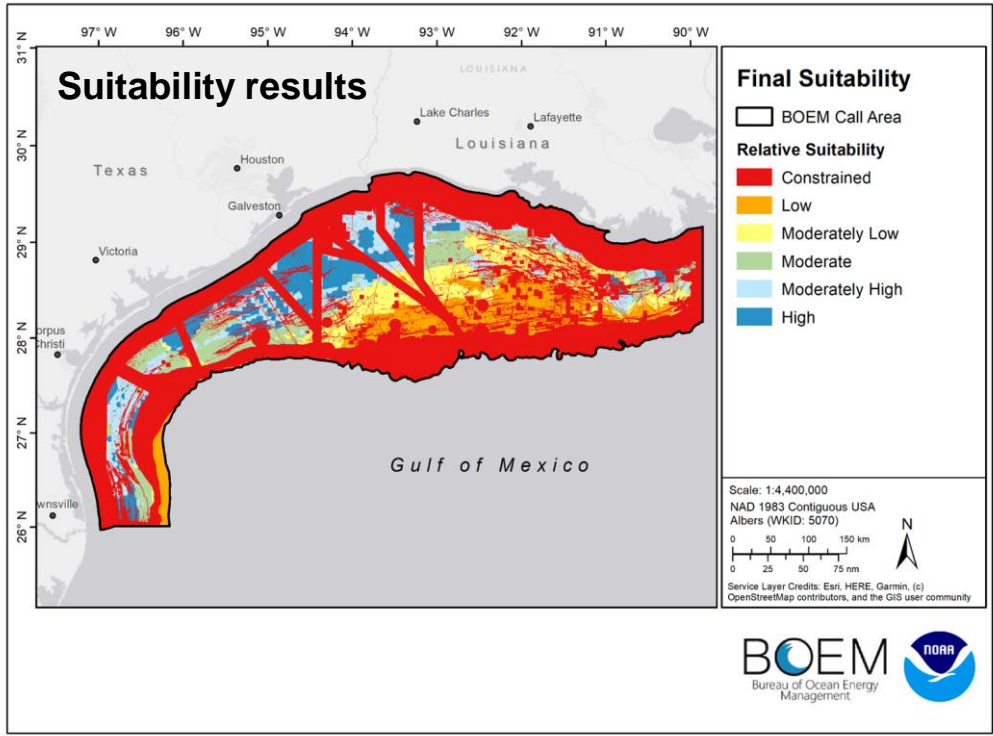 97° W 96° W 95° W 94° W 93° W 92° W 91° W 90° W
31° N
30° N
29° N
28° N
27° N
26° N
Suitability results
LOUISIANA
Lake Charles
Lafayette
Louisiana
Houston
Texas
Galveston
Victoria
orpus
Christi
wnsville
Gulf of Mexico
Final Suitability
BOEM Call Area
Relative Suitability
Constrained
Low
Moderately Low
Moderate
Moderately High
High
Scale: 1:4,400,000
NAD 1983 Contiguous USA
Albers (WKID: 5070)
N
0 50 100 150 km
0 25 50 75 nm
Service Layer Credits: Esri, HERE, Garmin, (c)
OpenStreetMap contributors, and the GIS user community
BOEM
Bureau of Ocean Energy
Management
NOAA